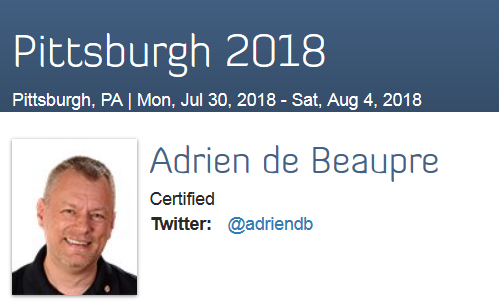 Pittsburgh 2018
Pittsburgh, PA | Mon, Jul 30, 2018 - Sat, Aug 4, 2018
Adrien de Beaupre
Certified
Twitter: @adriendb